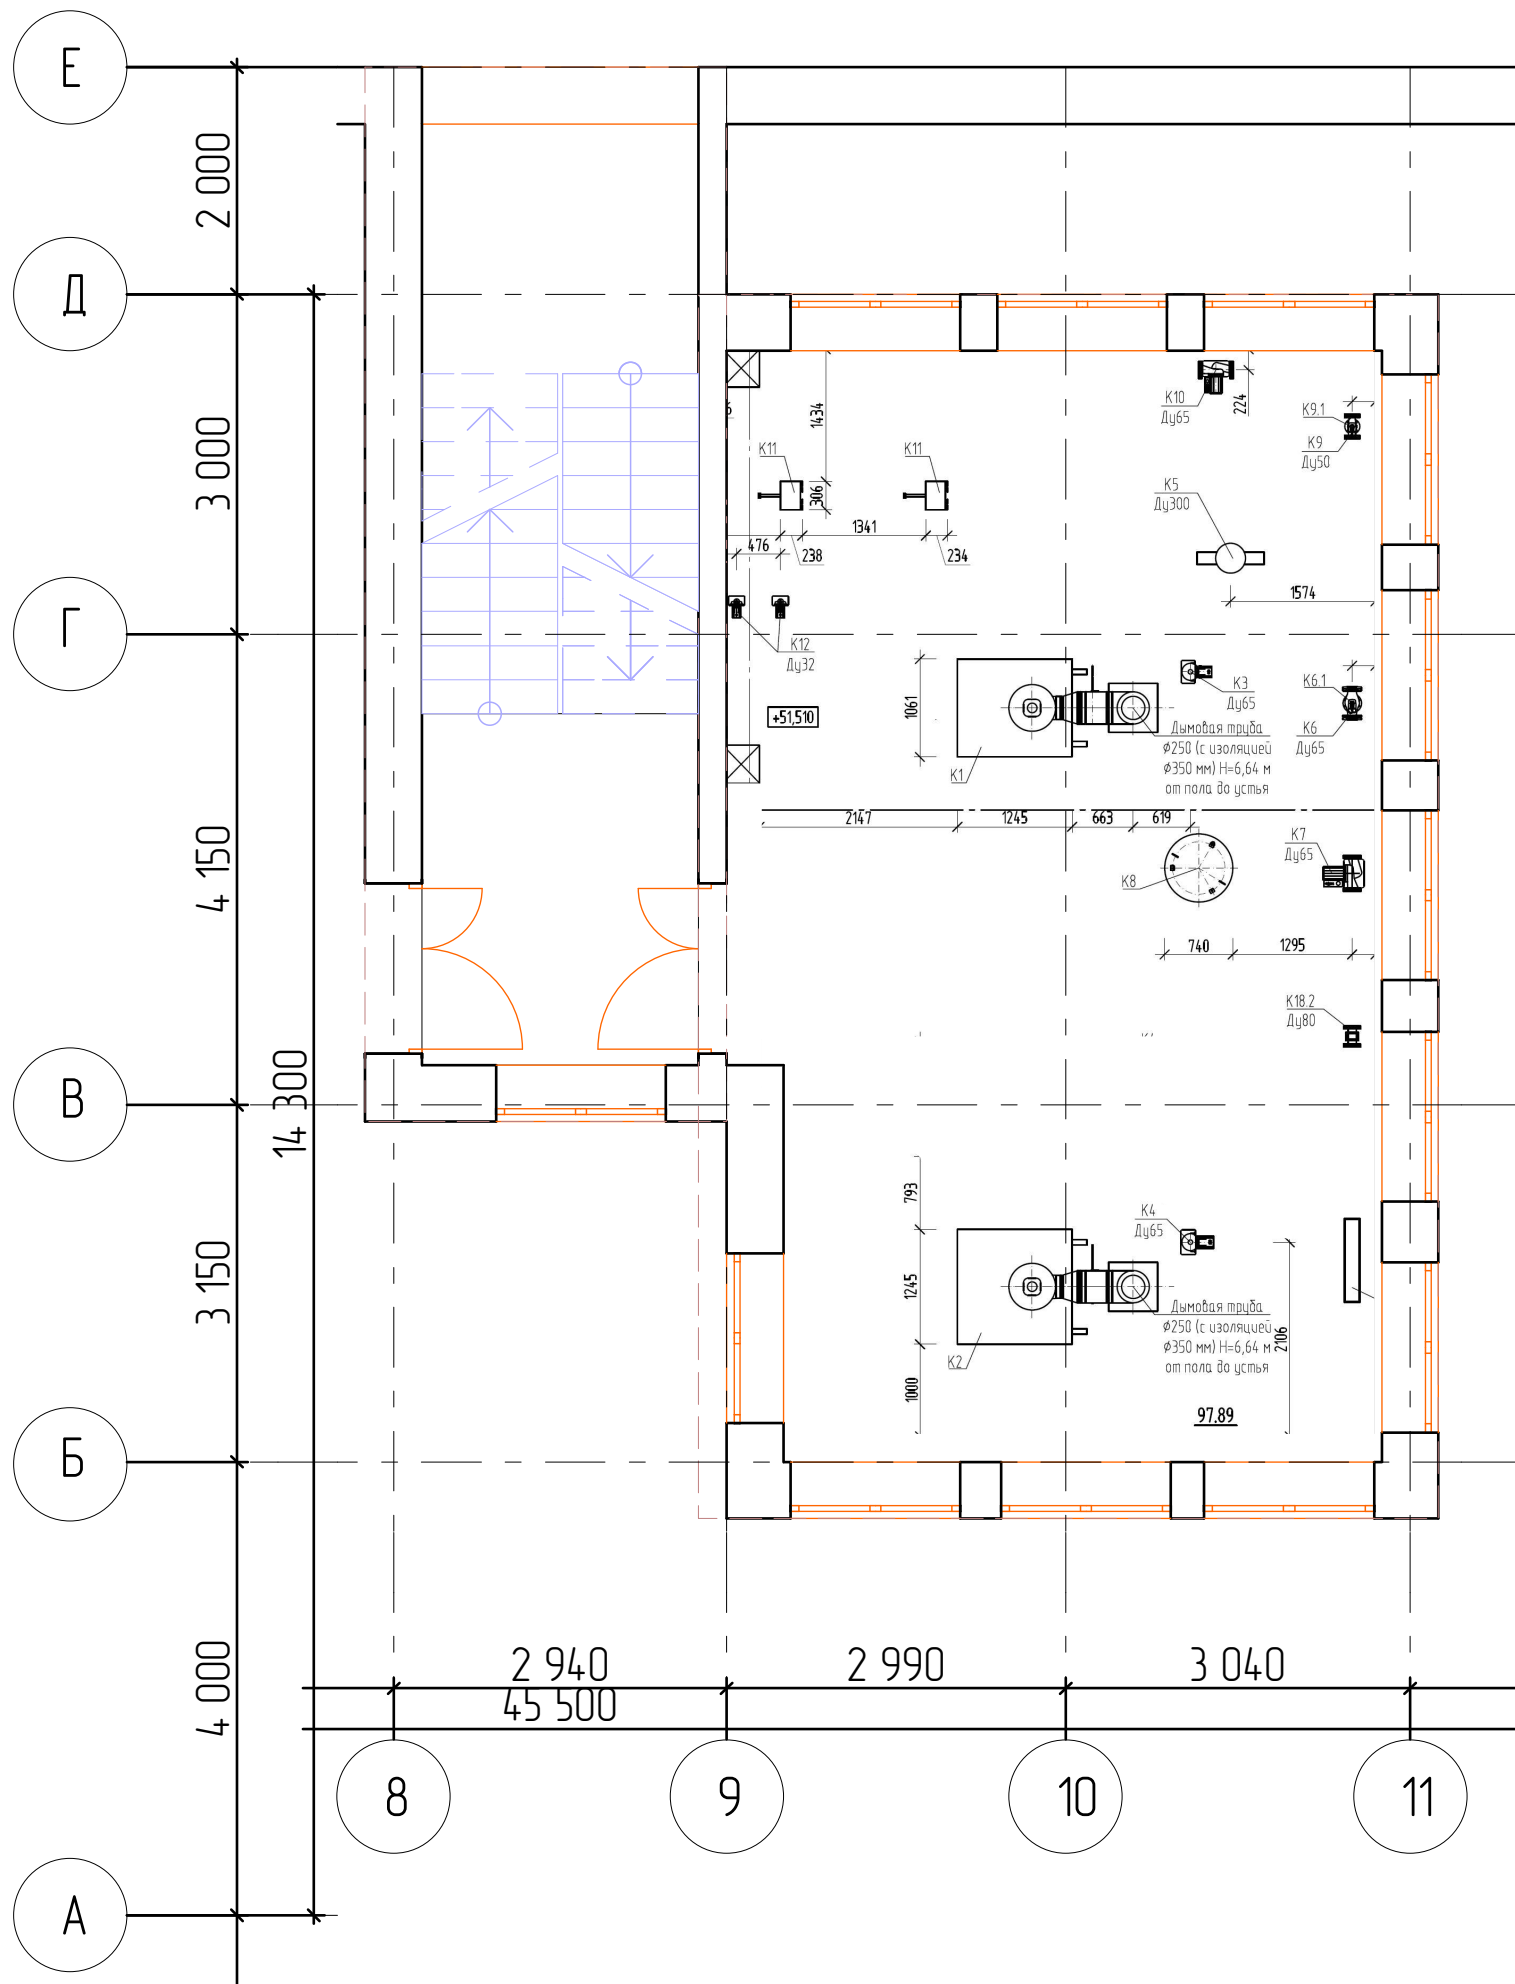 Е
2 000
Д
3 000
Г
4 150
14 300
В
3 150
Б
4 000
А
1434
К10
Ду65
224
К9.1
К9
Ду50
К11
К11
306
К5
Ду300
1341
476
238
234
1574
К12
Ду32
1061
К3
Ду65
К6.1
К6
Ду65
+51,510
Дымовая труба
ф250 (с изоляцией
ф350 мм) Н=6,64 м
от пола до устья
К1
2147
1245
663
619
К7
Ду65
К8
740
1295
К18.2
Ду80
793
К4
Ду65
1245
Дымовая труба
ф250 (с изоляцией
ф350 мм) Н=6,64 м
от пола до устья
2106
К2
1000
97.89
2 940
2 990
3 040
45 500
8
9
10
11